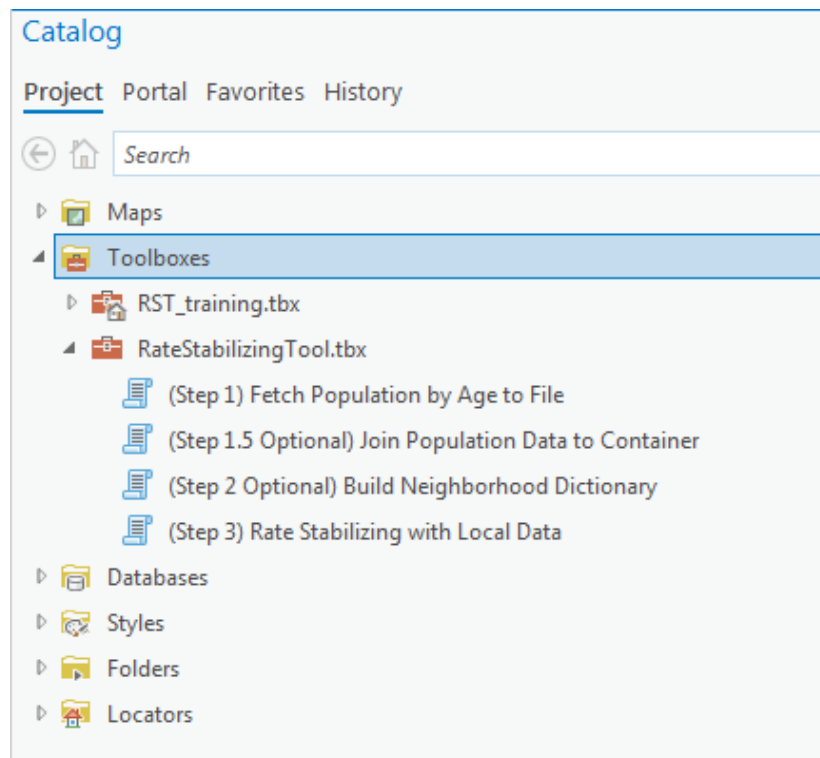 Catalog
Project Portal Favorites History
Search
Maps
Toolboxes
RST_training.tbx
RateStabilizingTool.tbx
(Step 1) Fetch Population by Age to File
(Step 1.5 Optional) Join Population Data to Container
(Step 2 Optional) Build Neighborhood Dictionary
(Step 3) Rate Stabilizing with Local Data
Databases
Styles
Folders
Locators